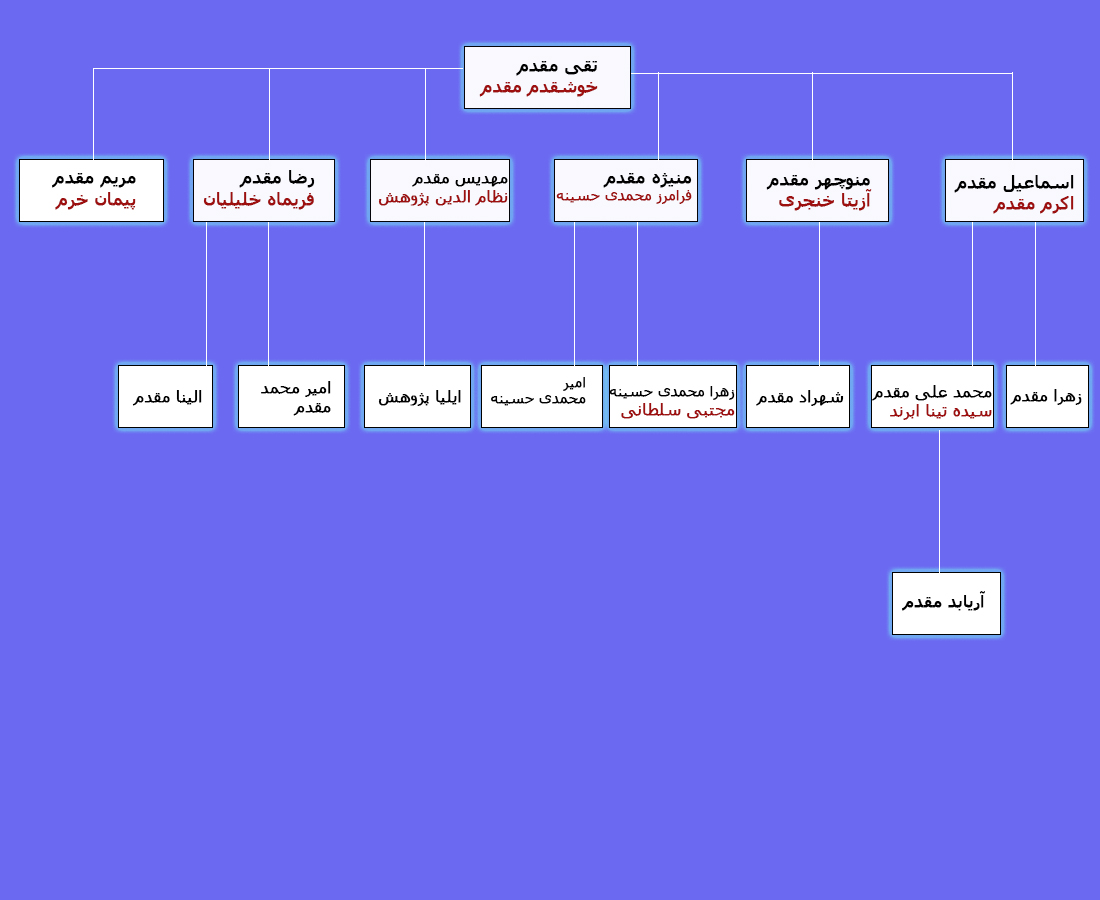 تقی مقدم
خوشقدم مقدم
اسماعیل مقدم
اکرم مقدم
منوچهر مقدم
آزیتا خنجری
منیژه مقدم
فرامرز محمدی حسینه
مهدیس مقدم
نظام الدین پژوهش
رضا مقدم
فریماه خلیلیان
مریم مقدم
پیمان خرم
زهرا مقدم
محمد علی مقدم
سیده تینا ابرند
شهراد مقدم
زهرا محمدی حسینه
مجتبی سلطانی
امیر
محمدی حسینه
ایلیا پژوهش
امیر محمد
مقدم
الینا مقدم
آریابد مقدم